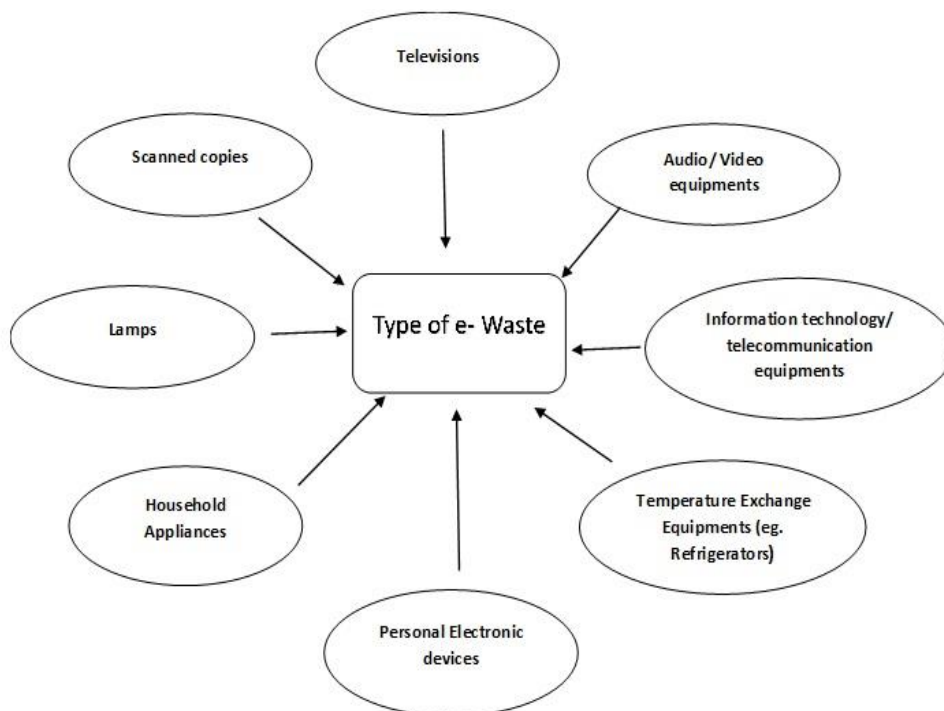 Televisions
Scanned copies
Audio/ Video
equipments
Type of e- Waste
Lamps
Information technology/
telecommunication
equipments
Household
Appliances
Temperature Exchange
Equipments (eg.
Refrigerators)
Personal Electronic
devices